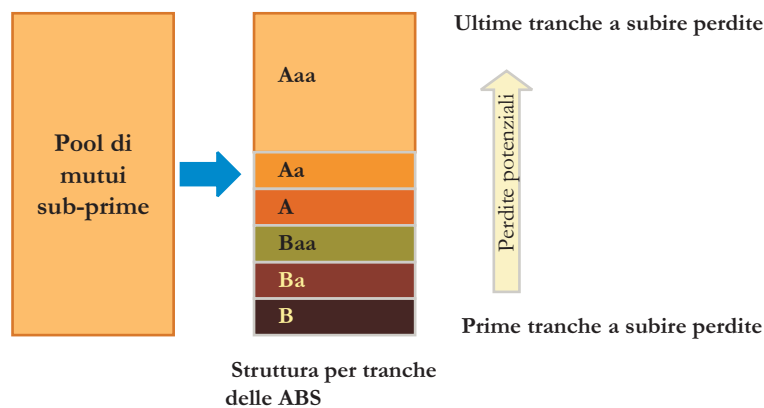 Ultime tranche a subire perdite
Pool di
mutui
sub-prime
Aaa
Aa
A
Baa
Ba
B
Perdite potenziali
Prime tranche a subire perdite
Struttura per tranche
delle ABS